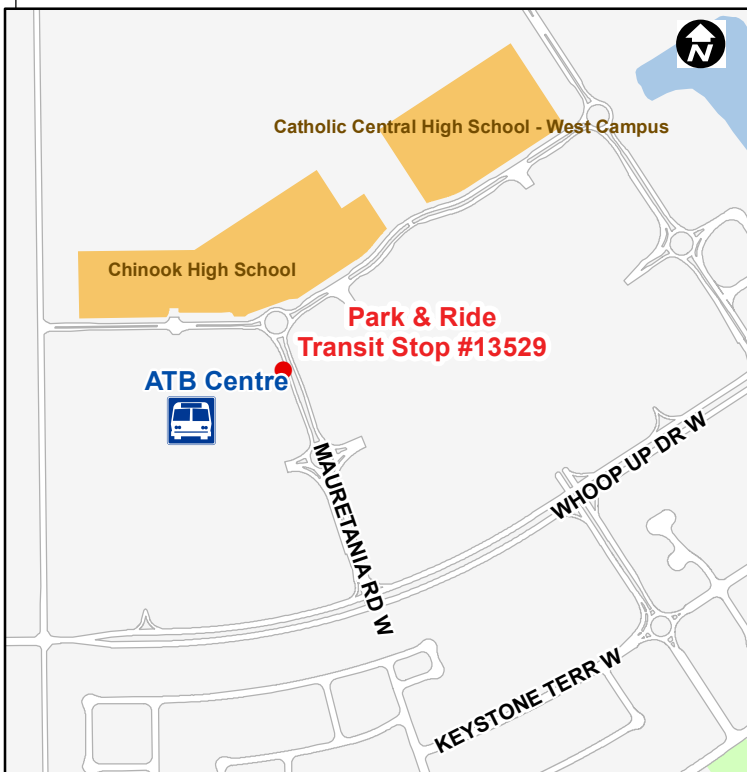 N
Catholic Central High School - West Campus
Chinook High School
Park & Ride
Transit Stop #13529
ATB Centre
MAURETANIA RD W
WHOOP UP DR W
KEYSTONE TERR W